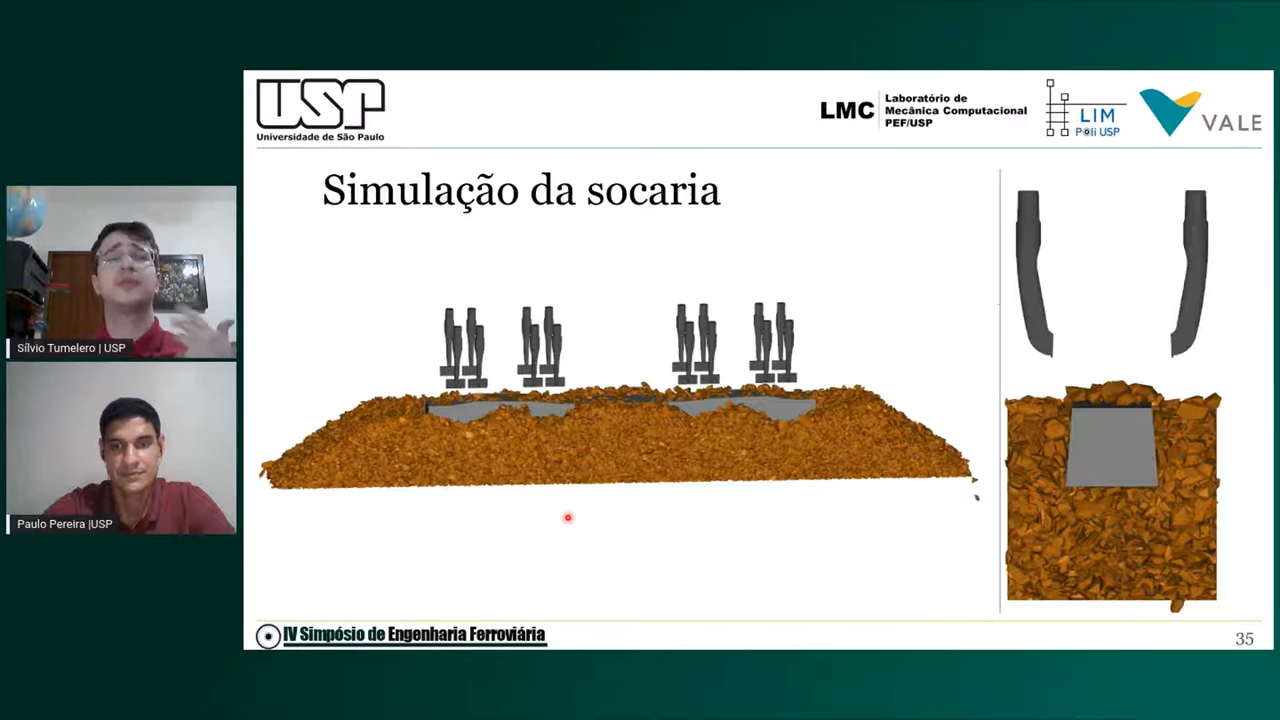 USP
Universidade de São Paulo
LMC
Laboratório de
Mecânica Computacional
PEF/USP
LIM
Poli USP
VALE
Simulação da socaria
Sílvio Tumelero | USP
Paulo Pereira |USP
IV Simpósio de Engenharia Ferroviária
35